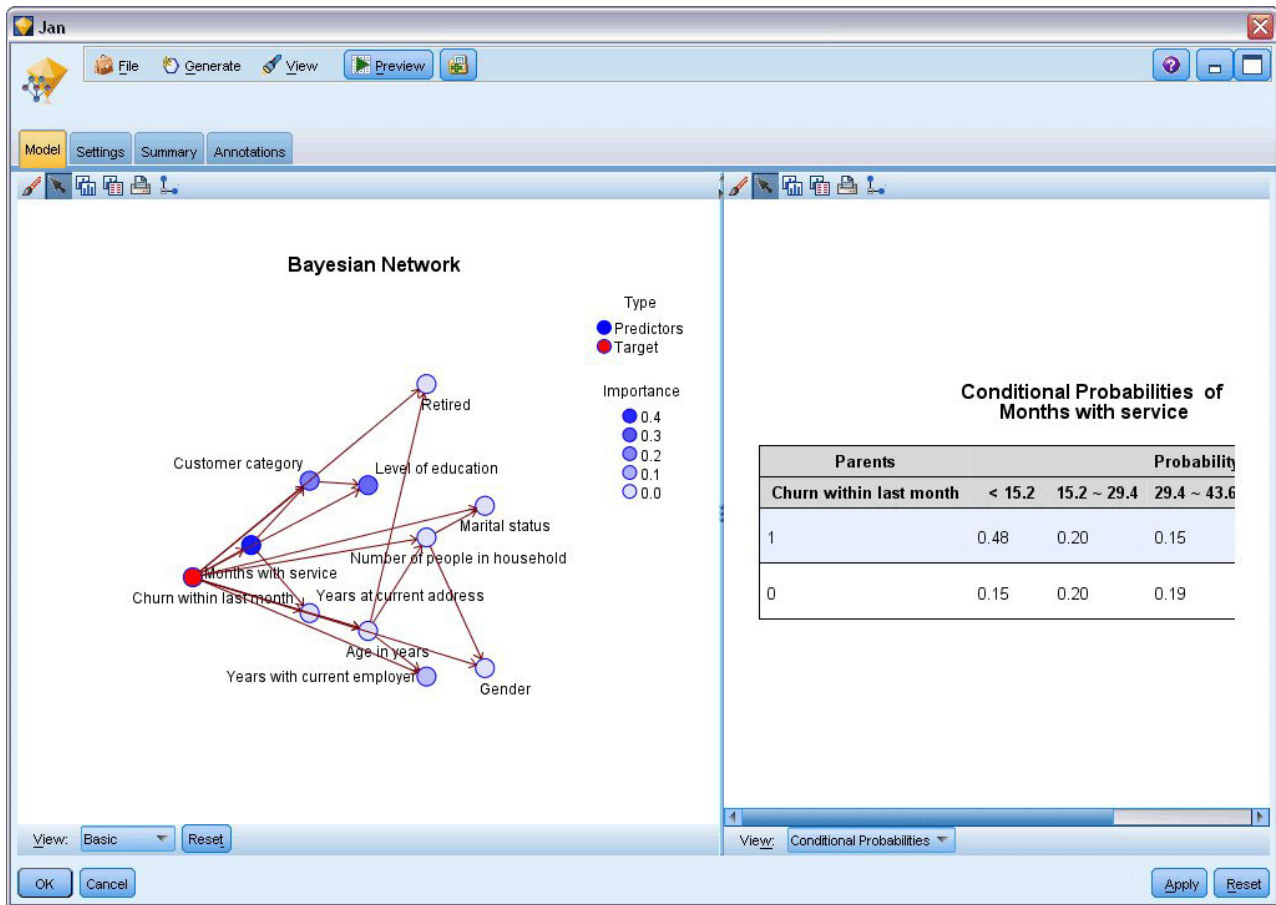 Jan
File Generate View Preview
Model Settings Summary Annotations
Bayesian Network
Type
Predictors
Target
Importance
0.4
0.3
0.2
0.1
0.0
Retired
Customer category
Level of education
Marital status
Number of people in household
Months with service
Churn within last month
Years at current address
Age in years
Years with current employer
Gender
View: Basic Reset
Conditional Probabilities of
Months with service
Parents Probability
Churn within last month < 15.2 15.2 ~ 29.4 29.4 ~ 43.6
1 0.48 0.20 0.15
0 0.15 0.20 0.19
View: Conditional Probabilities
OK Cancel Apply Reset